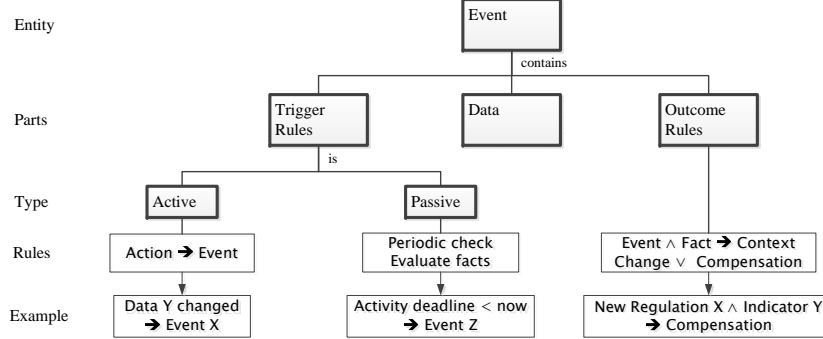 Entity
Event
contains
Parts
Trigger
Rules
Data
Outcome
Rules
is
Type
Active
Passive
Rules
Action ➔ Event
Periodic check
Evaluate facts
Event ∧ Fact ➔ Context
Change ∨ Compensation
Example
Data Y changed
➔ Event X
Activity deadline < now
➔ Event Z
New Regulation X ∧ Indicator Y
➔ Compensation